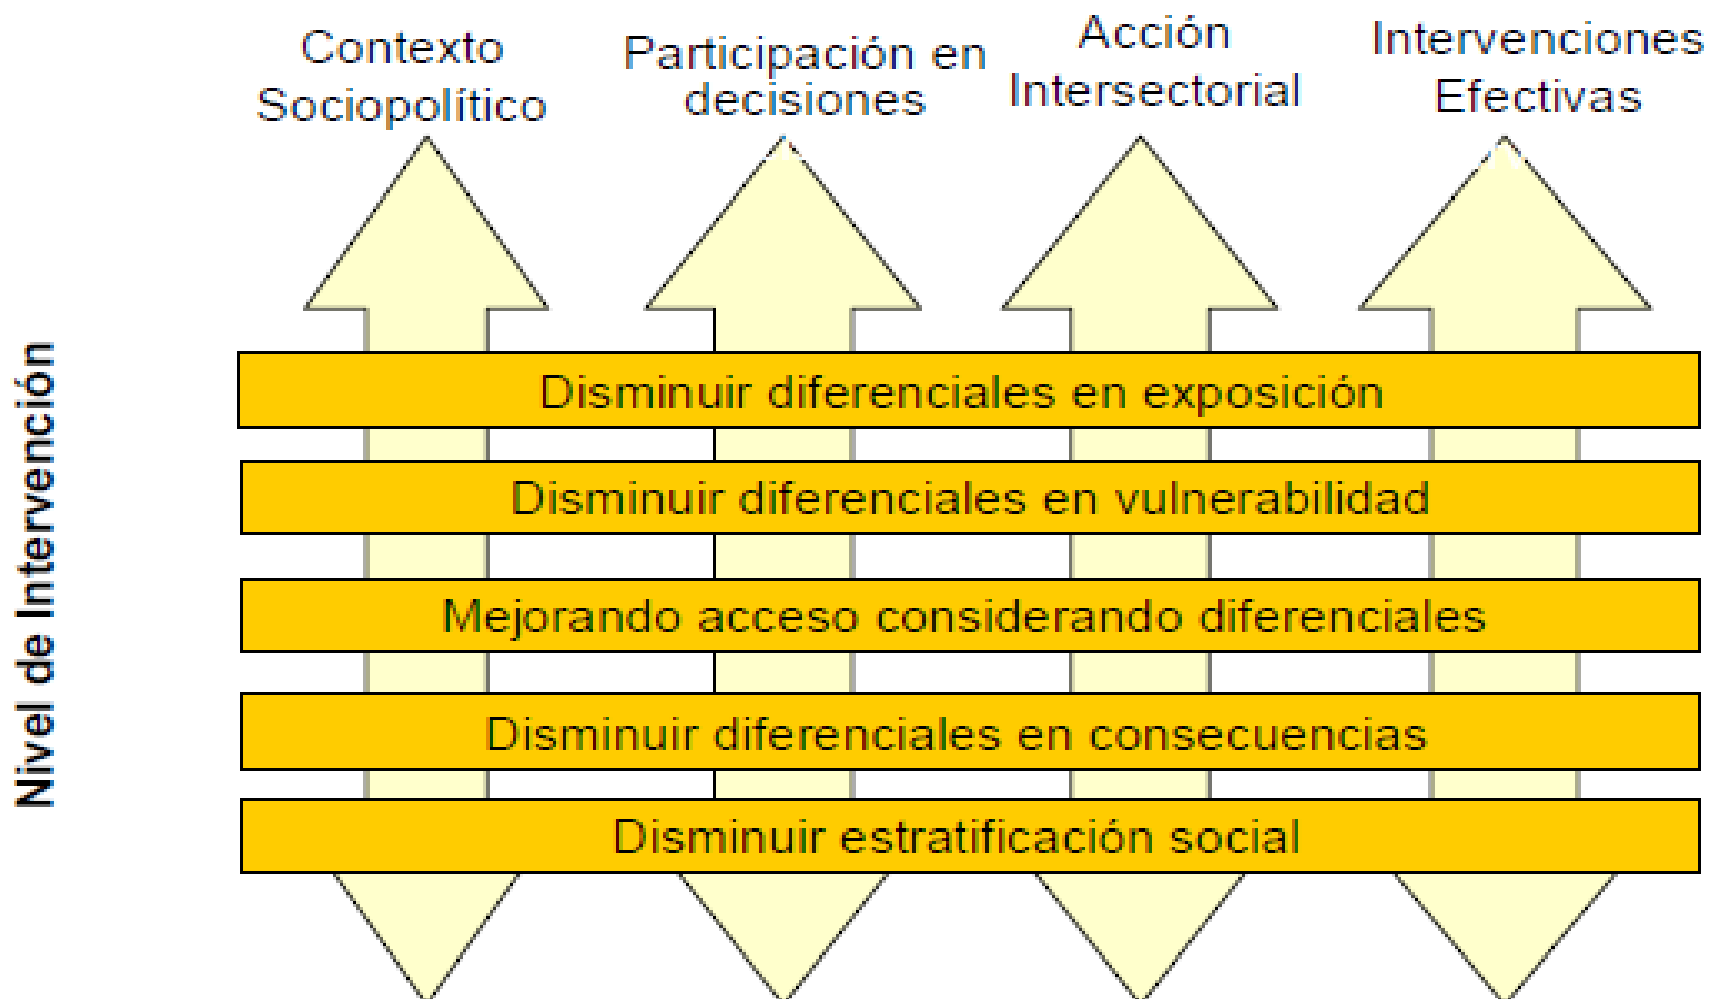 Contexto
Sociopolítico
Participación en
decisiones
Acción
Intersectorial
Intervenciones
Efectivas
Nivel de Intervención
Disminuir diferenciales en exposición
Disminuir diferenciales en vulnerabilidad
Mejorando acceso considerando diferenciales
Disminuir diferenciales en consecuencias
Disminuir estratificación social